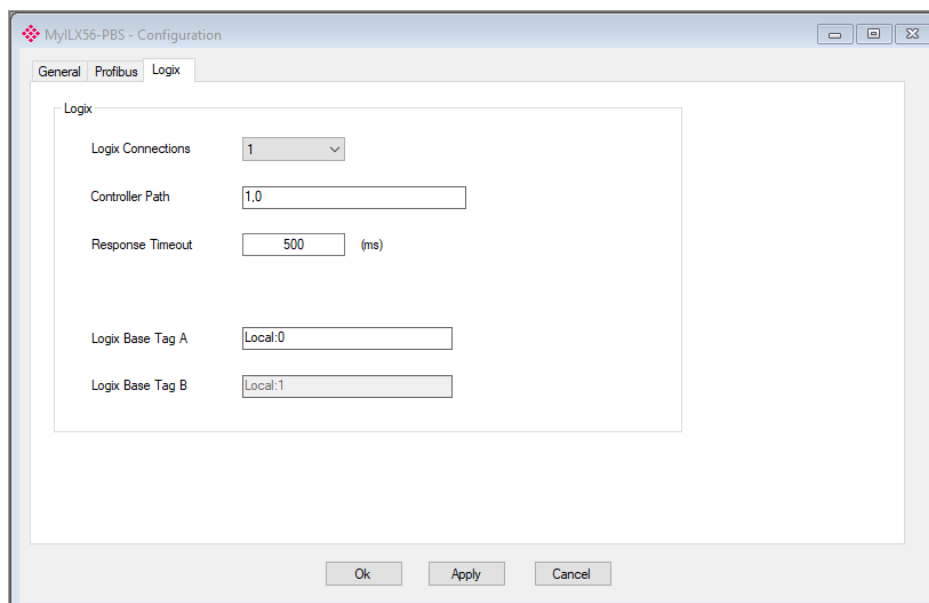 MyILX56-PBS - Configuration
General Profibus Logix
Logix
Logix Connections 1
Controller Path 1,0
Response Timeout 500 (ms)
Logix Base Tag A Local:0
Logix Base Tag B Local:1
Ok Apply Cancel